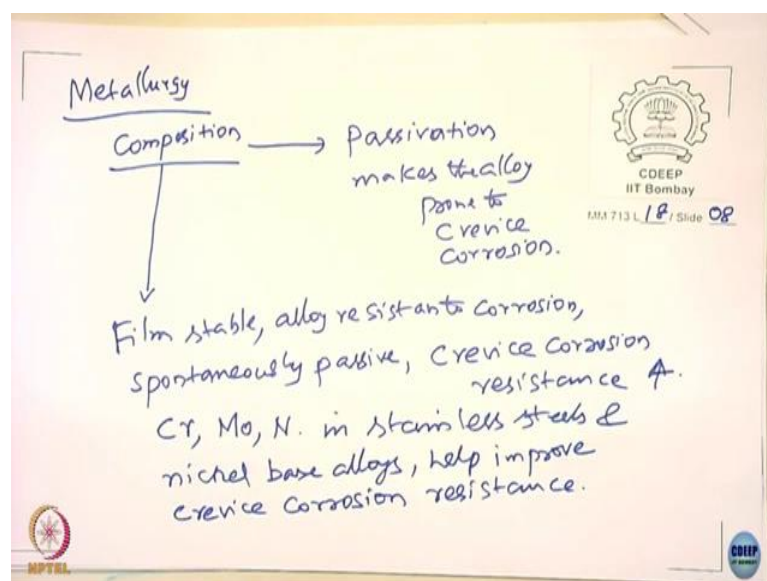 Metallurgy
Composition → Passivation
makes the alloy
prone to
Crevice
Corrosion.
CDEEP
IIT Bombay
MM 713 L 18 / Slide 08
Film stable, alloy resistant to corrosion,
spontaneously passive, Crevice corrosion
resistance ↑.
Cr, Mo, N. in stainless steels &
nickel base alloys, help improve
crevice corrosion resistance.
NPTEL
CDEEP
IIT BOMBAY